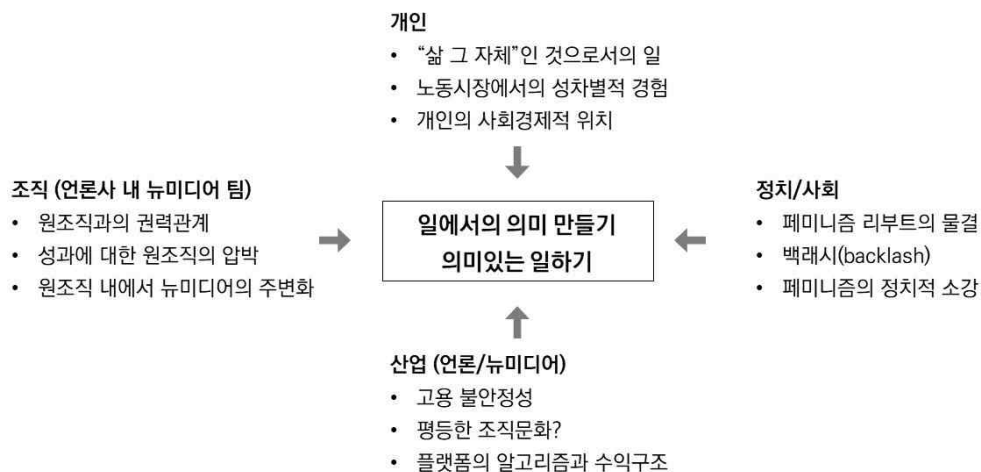 개인
• “삶 그 자체”인 것으로서의 일
• 노동시장에서의 성차별적 경험
• 개인의 사회경제적 위치
조직 (언론사 내 뉴미디어 팀)
• 원조직과의 권력관계
• 성과에 대한 원조직의 압박
• 원조직 내에서 뉴미디어의 주변화
일에서의 의미 만들기
의미있는 일하기
정치/사회
• 페미니즘 리부트의 물결
• 백래시(backlash)
• 페미니즘의 정치적 소강
산업 (언론/뉴미디어)
• 고용 불안정성
• 평등한 조직문화?
• 플랫폼의 알고리즘과 수익구조